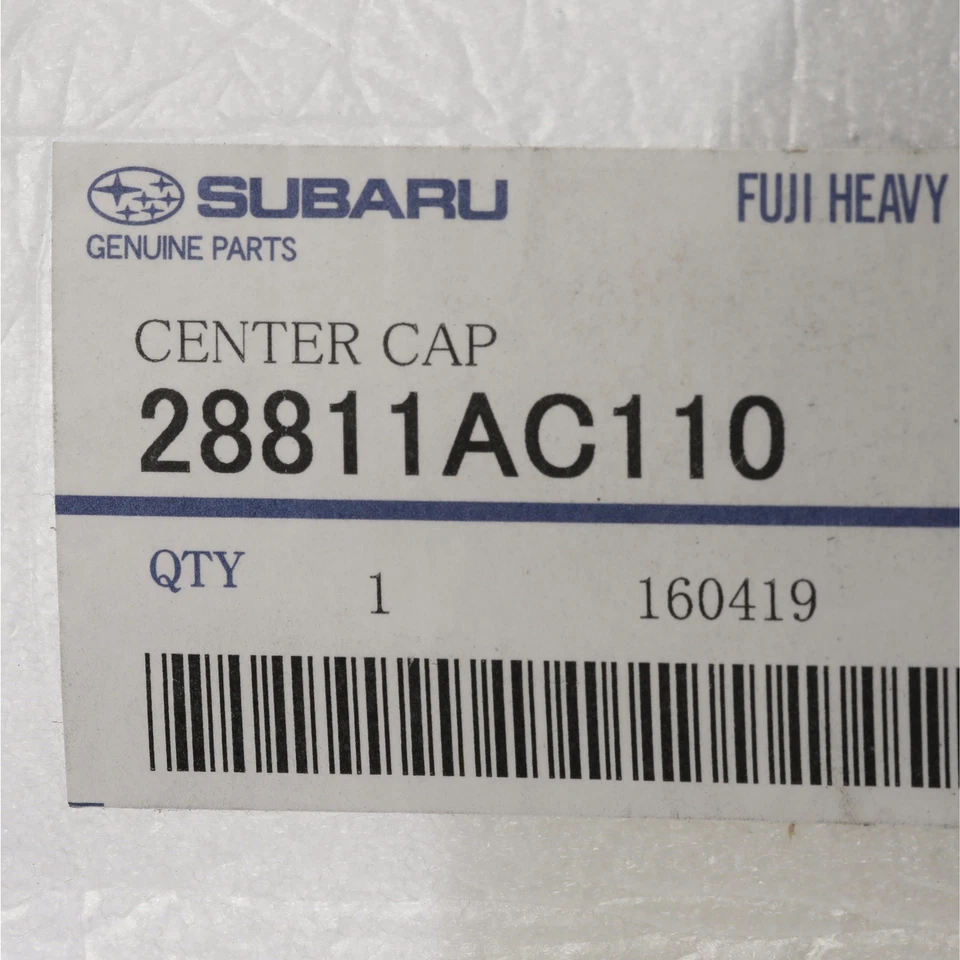 SUBARU FUJI HEAVY
GENUINE PARTS
CENTER CAP
28811AC110
QTY 1 160419